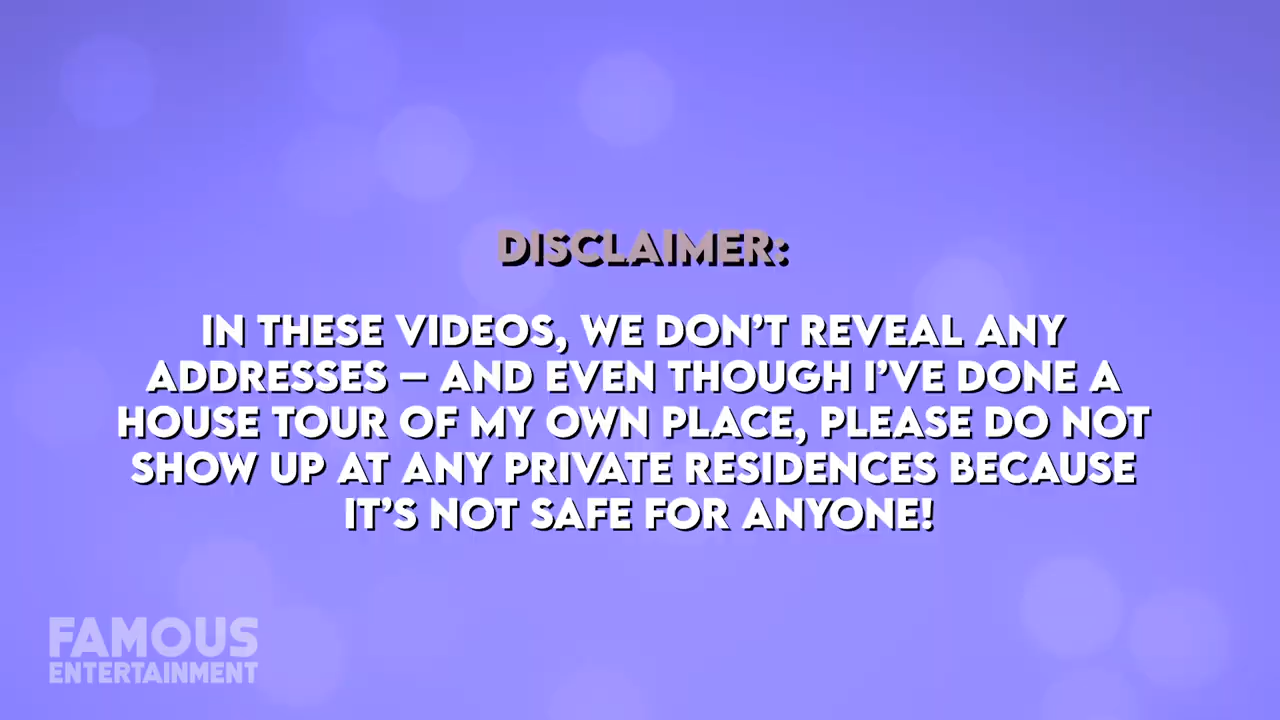 DISCLAIMER:
IN THESE VIDEOS, WE DON’T REVEAL ANY
ADDRESSES – AND EVEN THOUGH I’VE DONE A
HOUSE TOUR OF MY OWN PLACE, PLEASE DO NOT
SHOW UP AT ANY PRIVATE RESIDENCES BECAUSE
IT’S NOT SAFE FOR ANYONE!
FAMOUS
ENTERTAINMENT